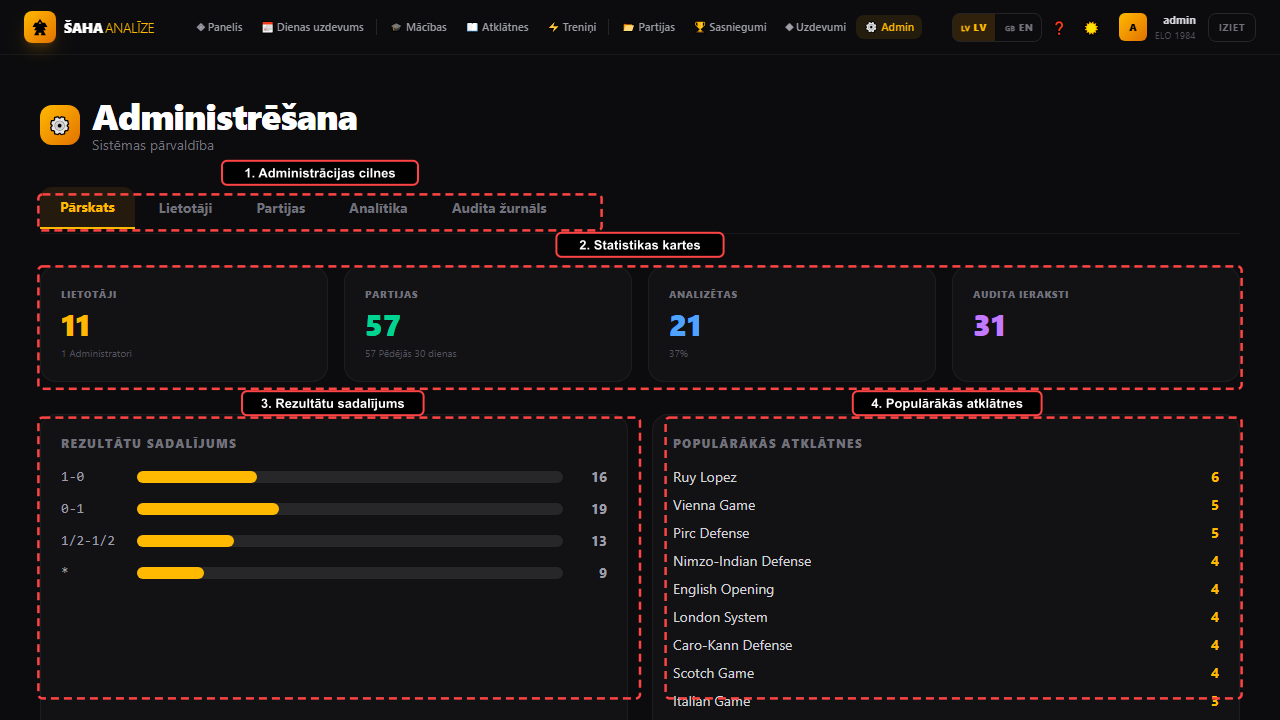 ŠAHA ANALĪZE
Panelis
Dienas uzdevums
Mācības
Atklātnes
Treniņi
Partijas
Sasniegumi
Uzdevumi
Admin
LV LV
GB EN
A
admin
ELO 1984
IZIET
Administrēšana
Sistēmas pārvaldība
1. Administrācijas cilnes
Pārskats
Lietotāji
Partijas
Analītika
Audita žurnāls
2. Statistikas kartes
LIETOTĀJI
11
1 Administratori
PARTIJAS
57
57 Pēdējās 30 dienas
ANALIZĒTAS
21
37%
AUDITA IERAKSTI
31
3. Rezultātu sadalījums
REZULTĀTU SADALĪJUMS
1-0 16
0-1 19
1/2-1/2 13
* 9
4. Populārākās atklātnes
POPULĀRĀKĀS ATKLĀTNES
Ruy Lopez 6
Vienna Game 5
Pirc Defense 5
Nimzo-Indian Defense 4
English Opening 4
London System 4
Caro-Kann Defense 4
Scotch Game 4
Italian Game 3